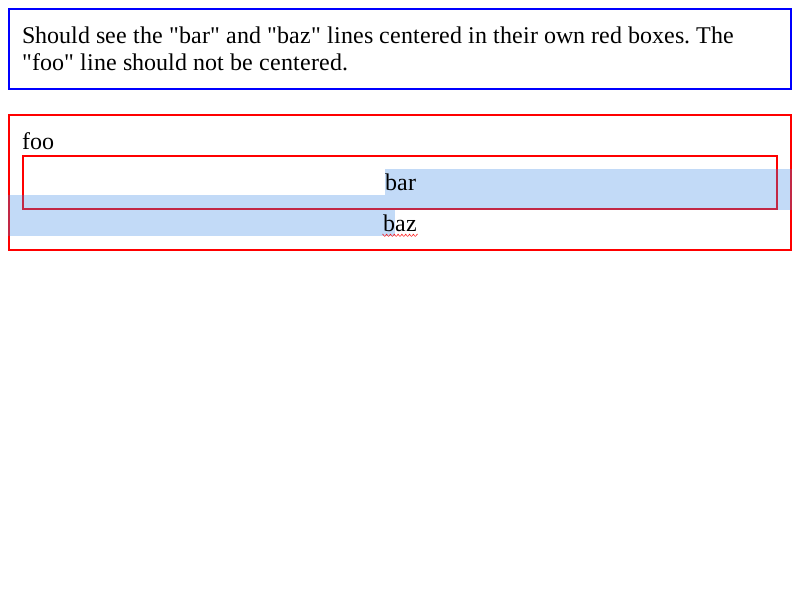 Should see the "bar" and "baz" lines centered in their own red boxes. The
"foo" line should not be centered.
foo
bar
baz